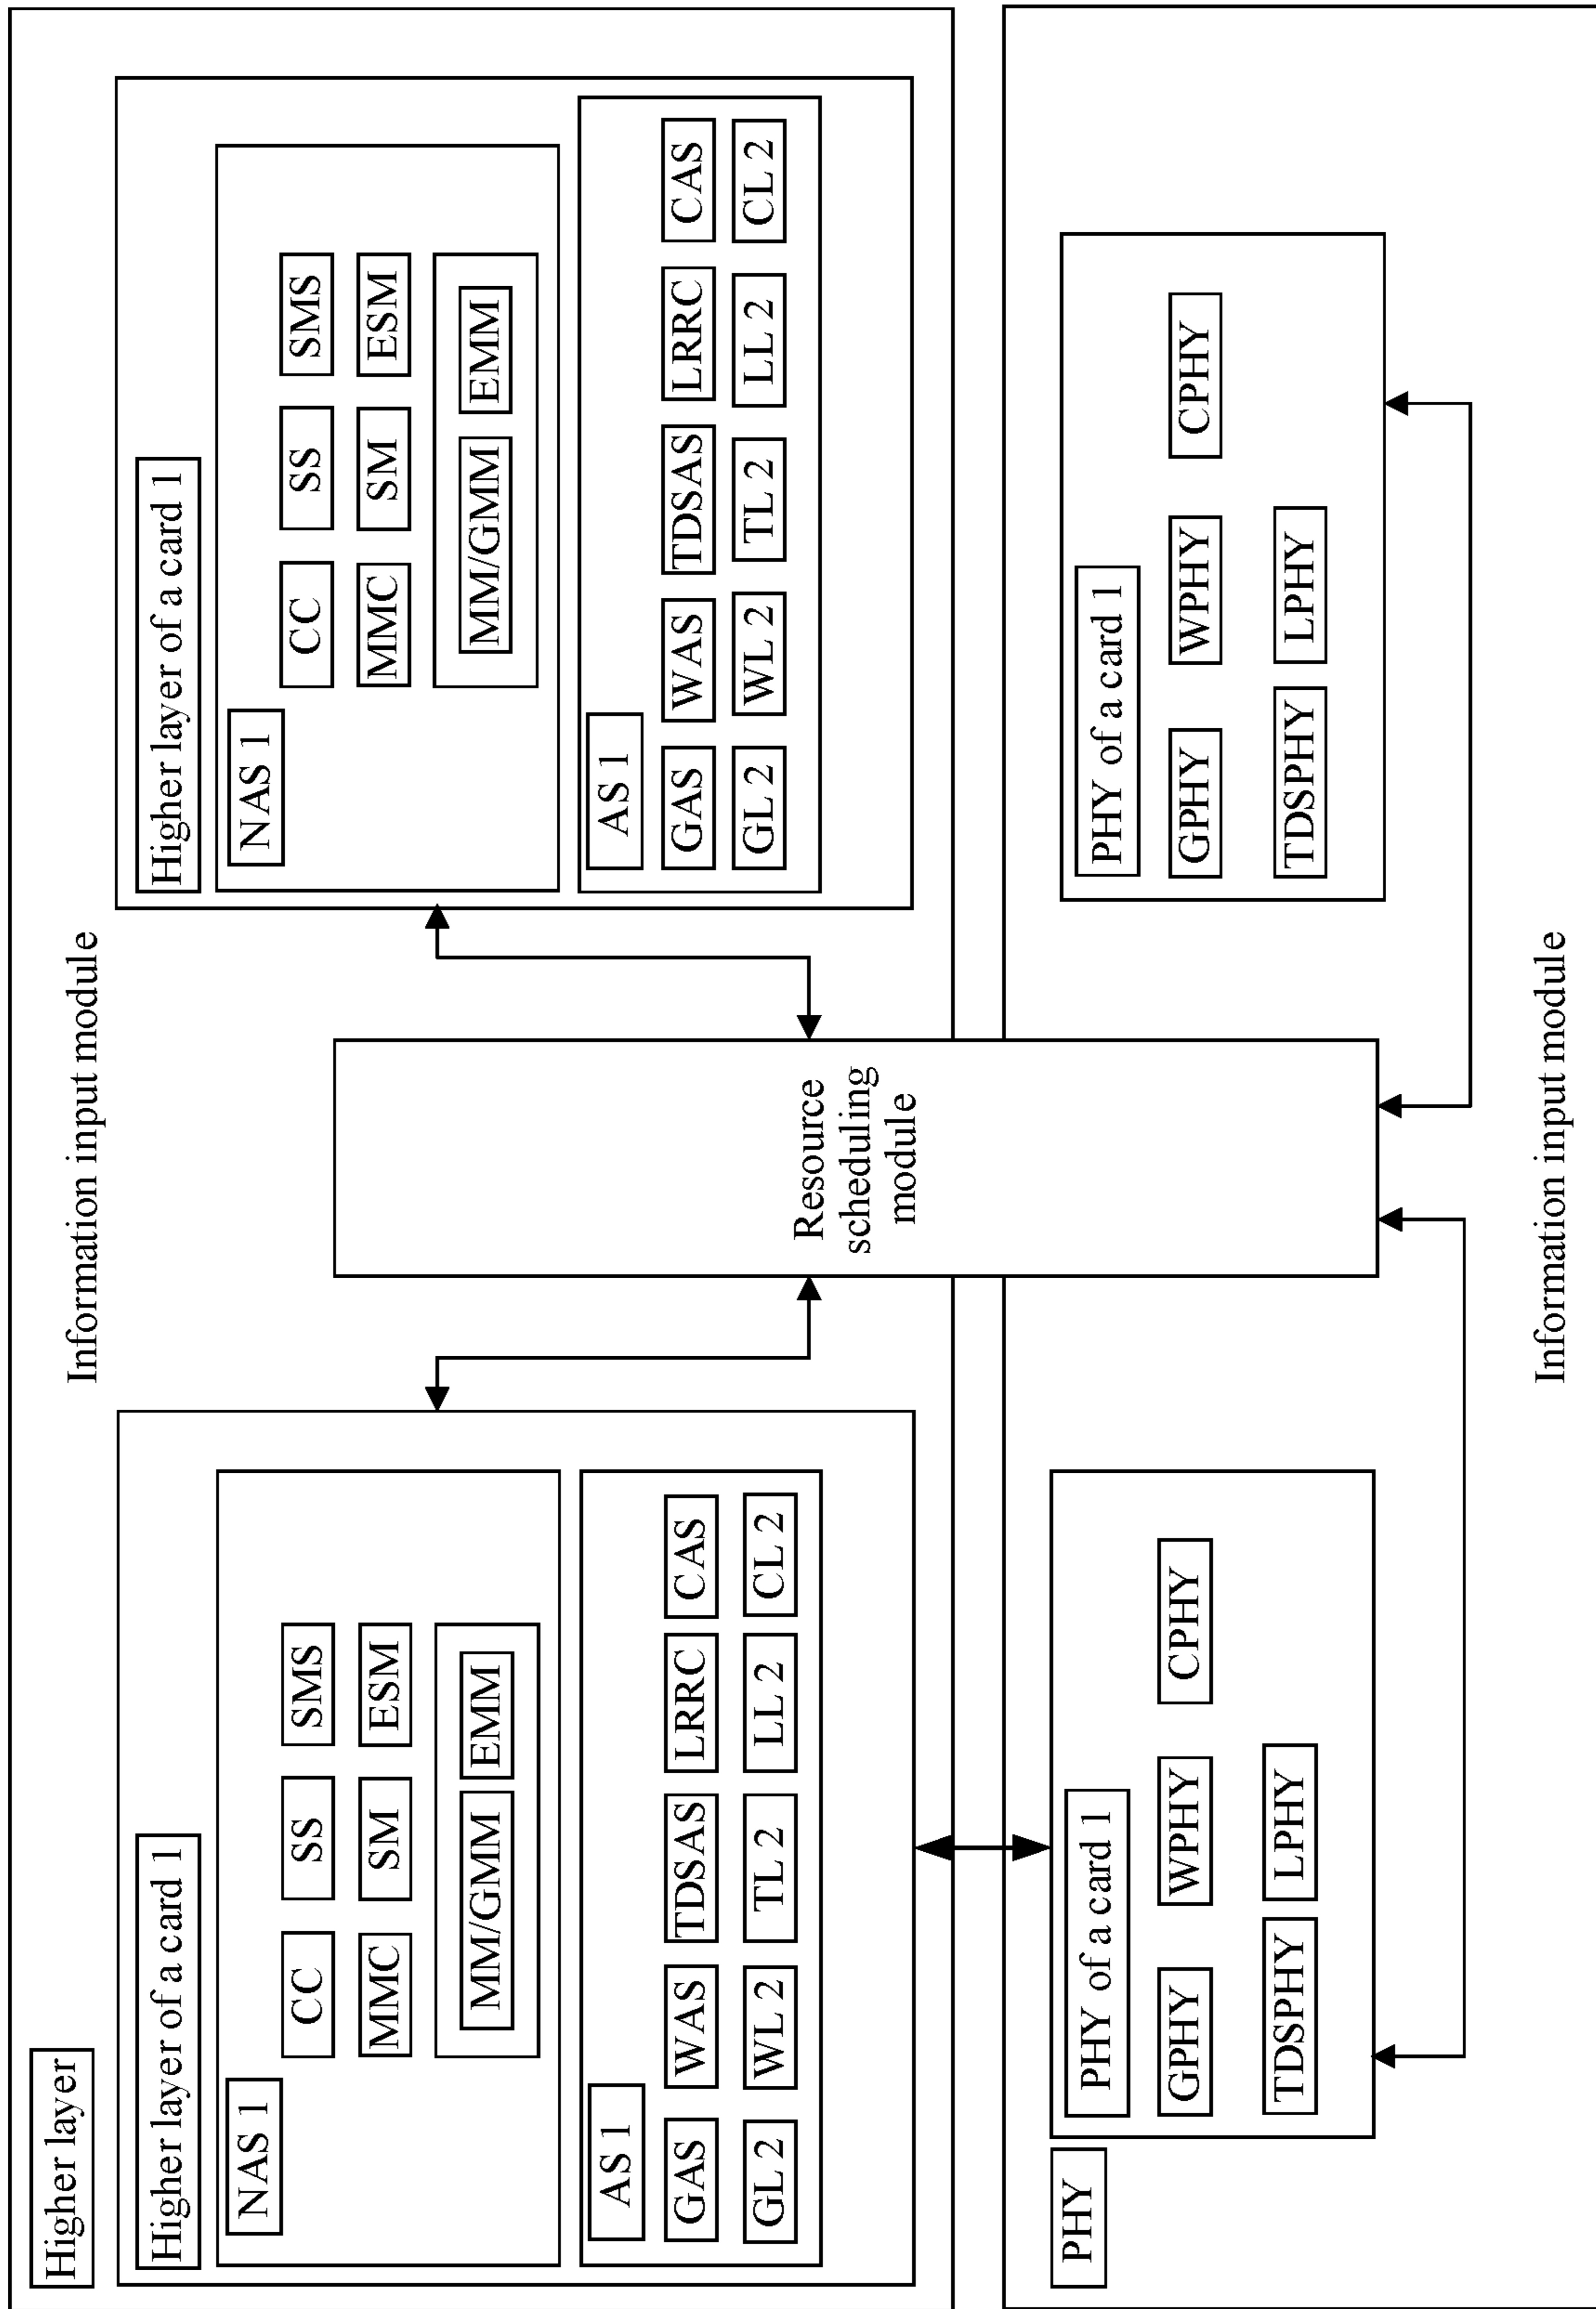 Higher layer
Information input module
Higher layer of a card 1
NAS 1
CC
SS
SMS
MMC
SM
ESM
MM/GMM
EMM
AS 1
GAS
WAS
TDSAS
LRRC
CAS
GL 2
WL 2
TL 2
LL 2
CL 2
Resource
scheduling
module
Higher layer of a card 1
NAS 1
CC
SS
SMS
MMC
SM
ESM
MM/GMM
EMM
AS 1
GAS
WAS
TDSAS
LRRC
CAS
GL 2
WL 2
TL 2
LL 2
CL 2
PHY
PHY of a card 1
GPHY
WPHY
CPHY
TDSPHY
LPHY
PHY of a card 1
GPHY
WPHY
CPHY
TDSPHY
LPHY
Information input module